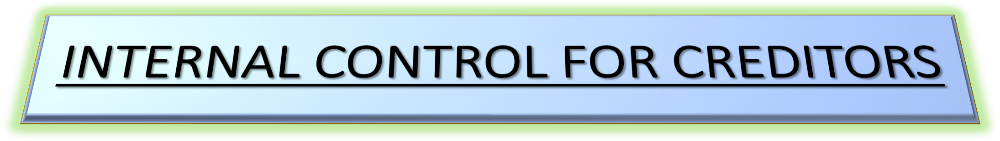 INTERNAL CONTROL FOR CREDITORS